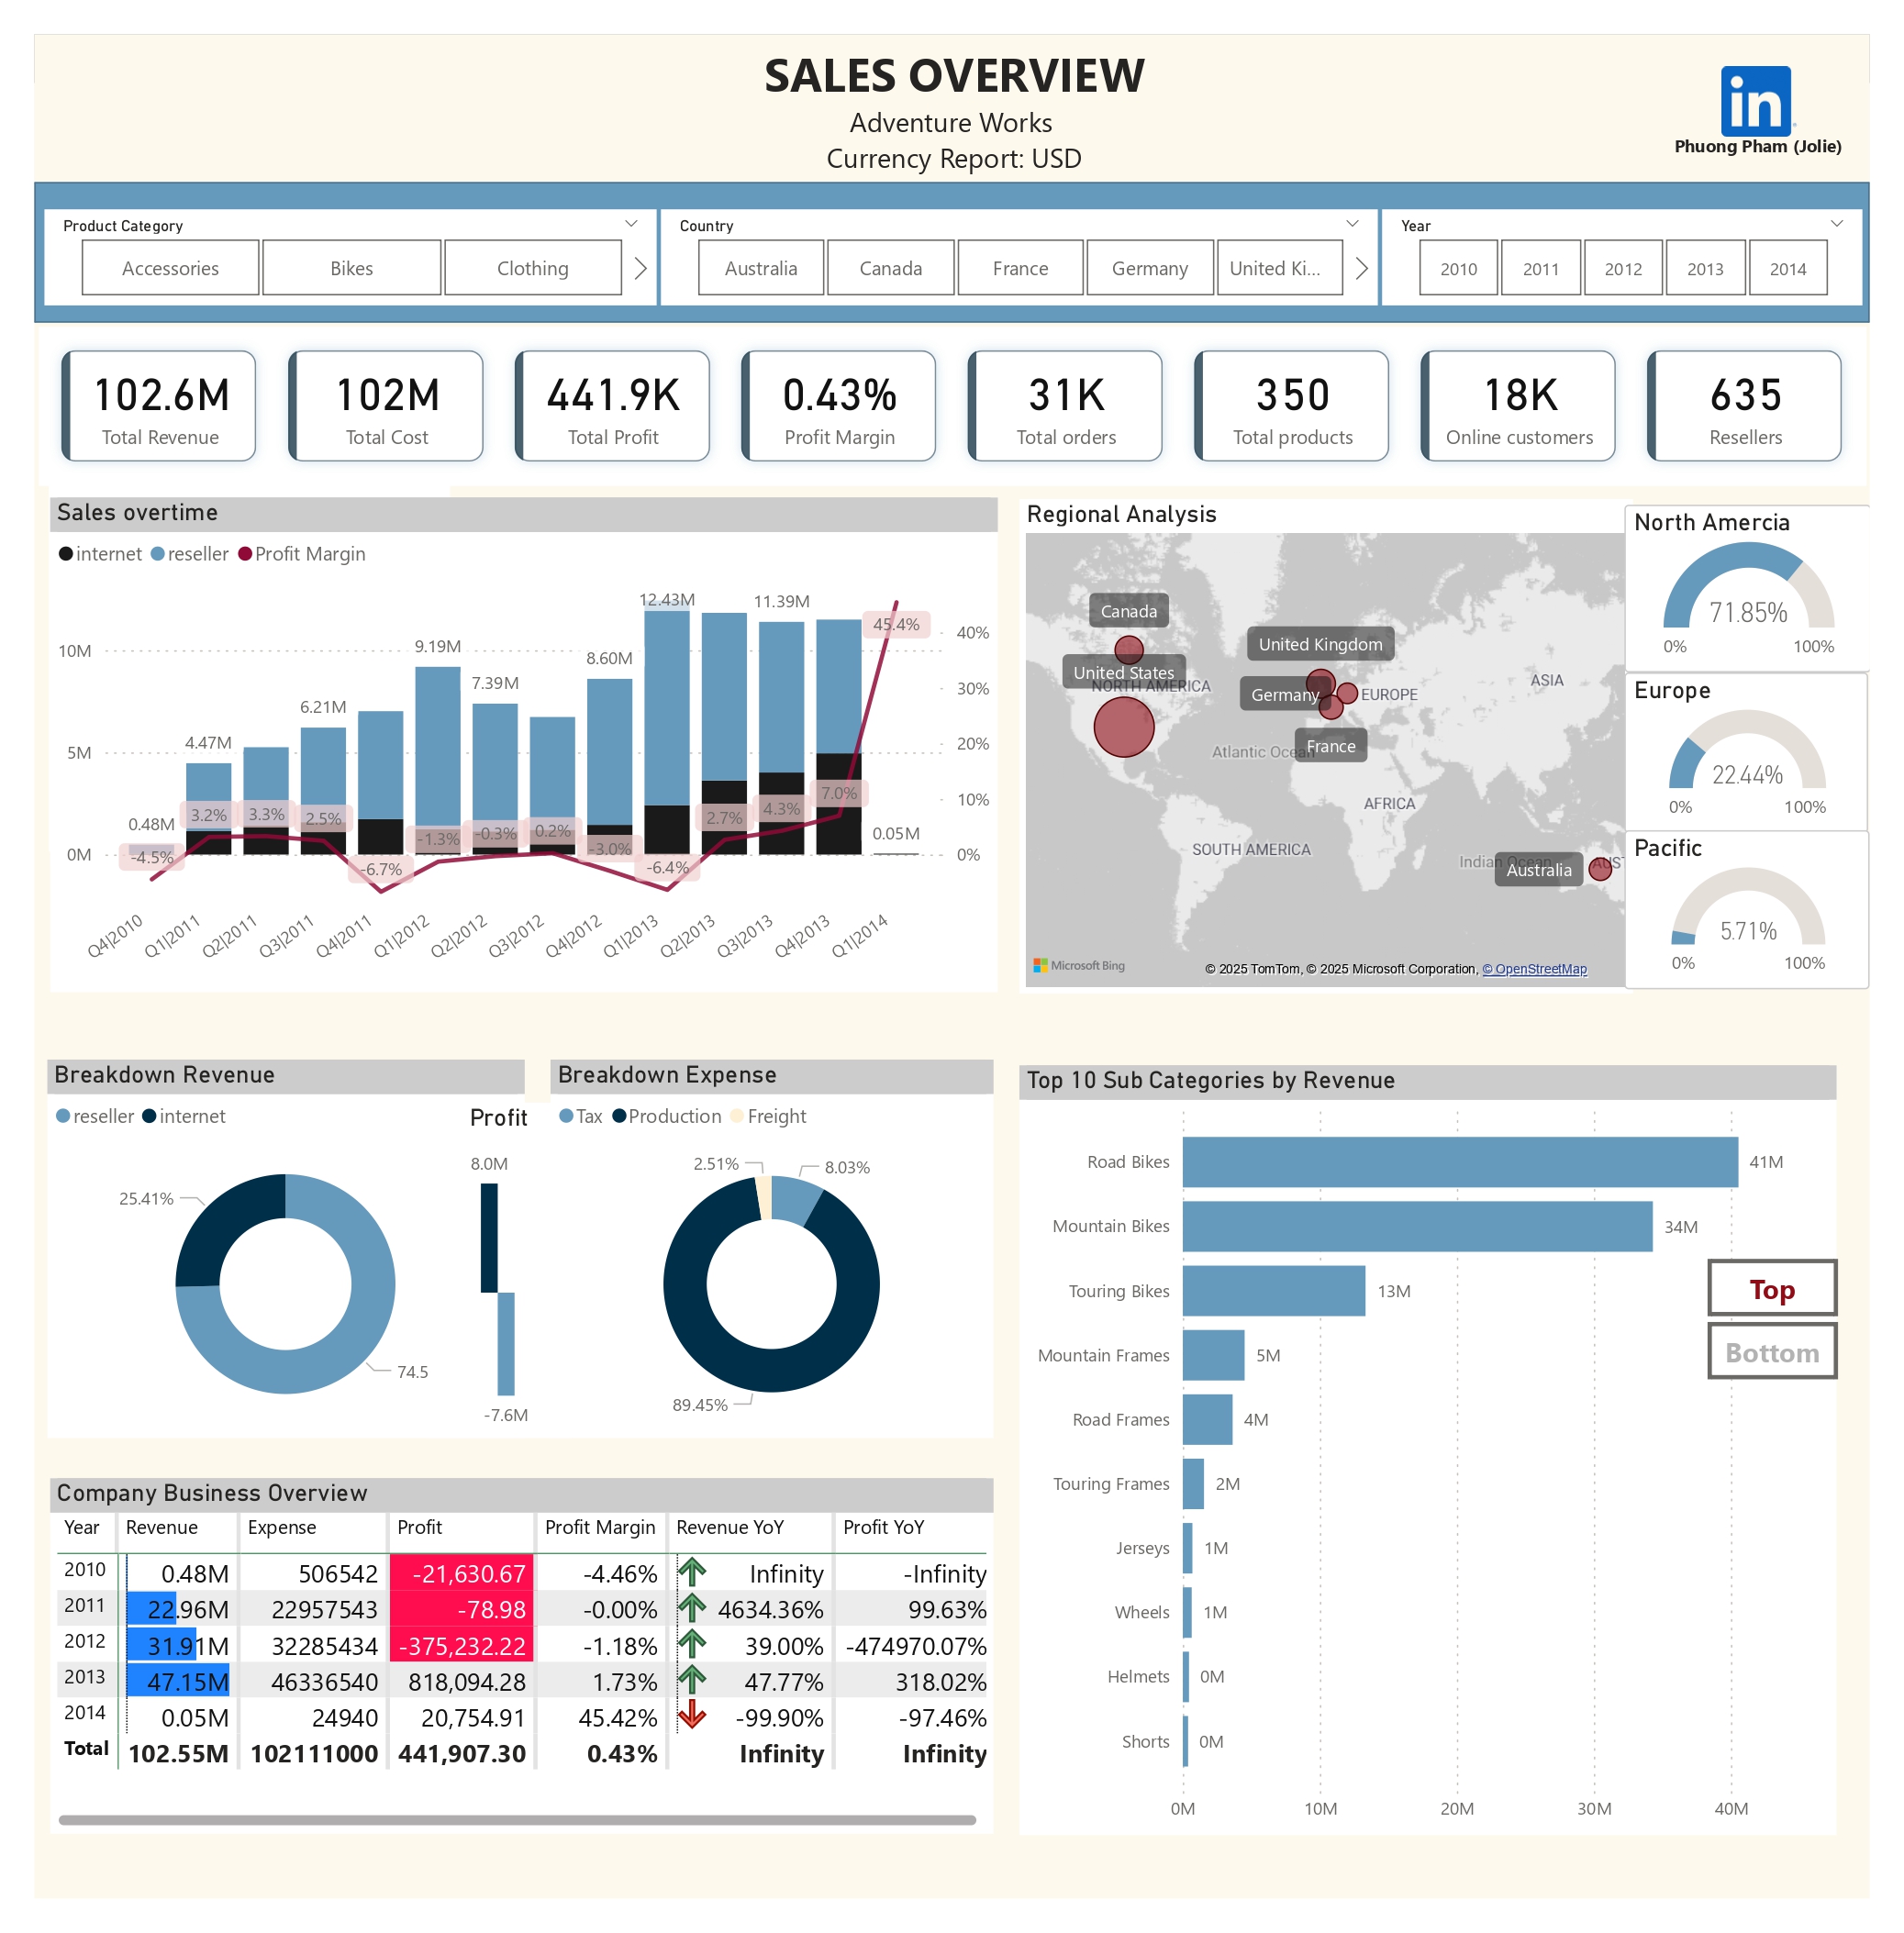 SALES OVERVIEW
Adventure Works
Currency Report: USD
in
Phuong Pham (Jolie)
Product Category
Accessories Bikes Clothing
Country
Australia Canada France Germany United Ki...
Year
2010 2011 2012 2013 2014
102.6M
Total Revenue
102M
Total Cost
441.9K
Total Profit
0.43%
Profit Margin
31K
Total orders
350
Total products
18K
Online customers
635
Resellers
Sales overtime
internet reseller Profit Margin
12.43M 11.39M
45.4% 40%
10M 9.19M
8.60M
7.39M 30%
6.21M
4.47M 20%
5M
7.0% 10%
0.48M 3.2% 3.3% 2.5% 2.7% 4.3%
-1.3% -0.3% 0.2% -3.0% 0.05M
0M -4.5% -6.7% -6.4% 0%
Q4|2010 Q1|2011 Q2|2011 Q3|2011 Q4|2011 Q1|2012 Q2|2012 Q3|2012 Q4|2012 Q1|2013 Q2|2013 Q3|2013 Q4|2013 Q1|2014
Regional Analysis
Canada
United Kingdom
United States
NORTH AMERICA
Germany
EUROPE
ASIA
Atlantic Ocean
France
AFRICA
SOUTH AMERICA
Indian Ocean
Australia
AUST
Microsoft Bing
© 2025 TomTom, © 2025 Microsoft Corporation, © OpenStreetMap
North Amercia
71.85%
0% 100%
Europe
22.44%
0% 100%
Pacific
5.71%
0% 100%
Breakdown Revenue
reseller internet
25.41%
74.5
Profit
8.0M
-7.6M
Breakdown Expense
Tax Production Freight
2.51% 8.03%
89.45%
Top 10 Sub Categories by Revenue
Road Bikes 41M
Mountain Bikes 34M
Touring Bikes 13M
Mountain Frames 5M
Road Frames 4M
Touring Frames 2M
Jerseys 1M
Wheels 1M
Helmets 0M
Shorts 0M
0M 10M 20M 30M 40M
Top
Bottom
Company Business Overview
Year Revenue Expense Profit Profit Margin Revenue YoY Profit YoY
2010 0.48M 506542 -21,630.67 -4.46% Infinity -Infinity
2011 22.96M 22957543 -78.98 -0.00% 4634.36% 99.63%
2012 31.91M 32285434 -375,232.22 -1.18% 39.00% -474970.07%
2013 47.15M 46336540 818,094.28 1.73% 47.77% 318.02%
2014 0.05M 24940 20,754.91 45.42% -99.90% -97.46%
Total 102.55M 102111000 441,907.30 0.43% Infinity Infinity